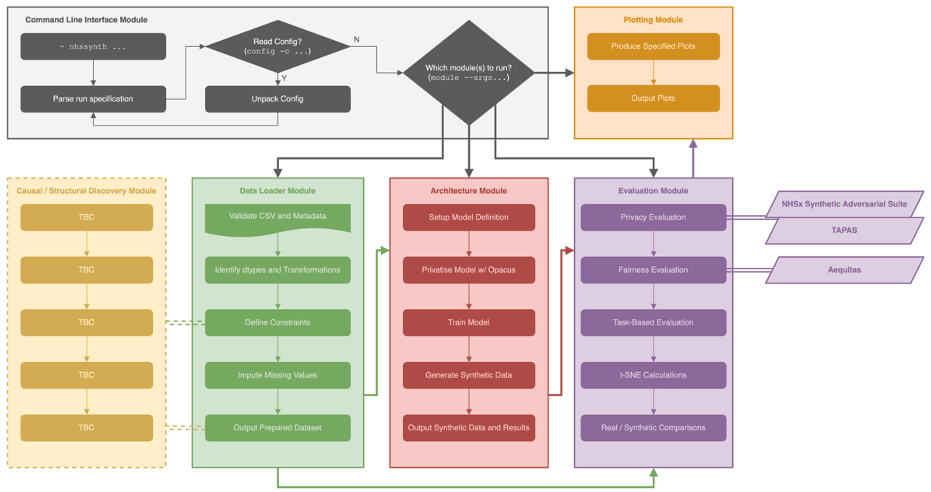 Command Line Interface Module
~ nhssynth ...
Read Config?
(config -c ...)
N
Y
Parse run specification
Unpack Config
Which module(s) to run?
(module --args...)
Plotting Module
Produce Specified Plots
Output Plots
Causal / Structural Discovery Module
TBC
TBC
TBC
TBC
TBC
Data Loader Module
Validate CSV and Metadata
Identify dtypes and Transformations
Define Constraints
Impute Missing Values
Output Prepared Dataset
Architecture Module
Setup Model Definition
Privatise Model w/ Opacus
Train Model
Generate Synthetic Data
Output Synthetic Data and Results
Evaluation Module
Privacy Evaluation
Fairness Evaluation
Task-Based Evaluation
t-SNE Calculations
Real / Synthetic Comparisons
NHSx Synthetic Adversarial Suite
TAPAS
Aequitas